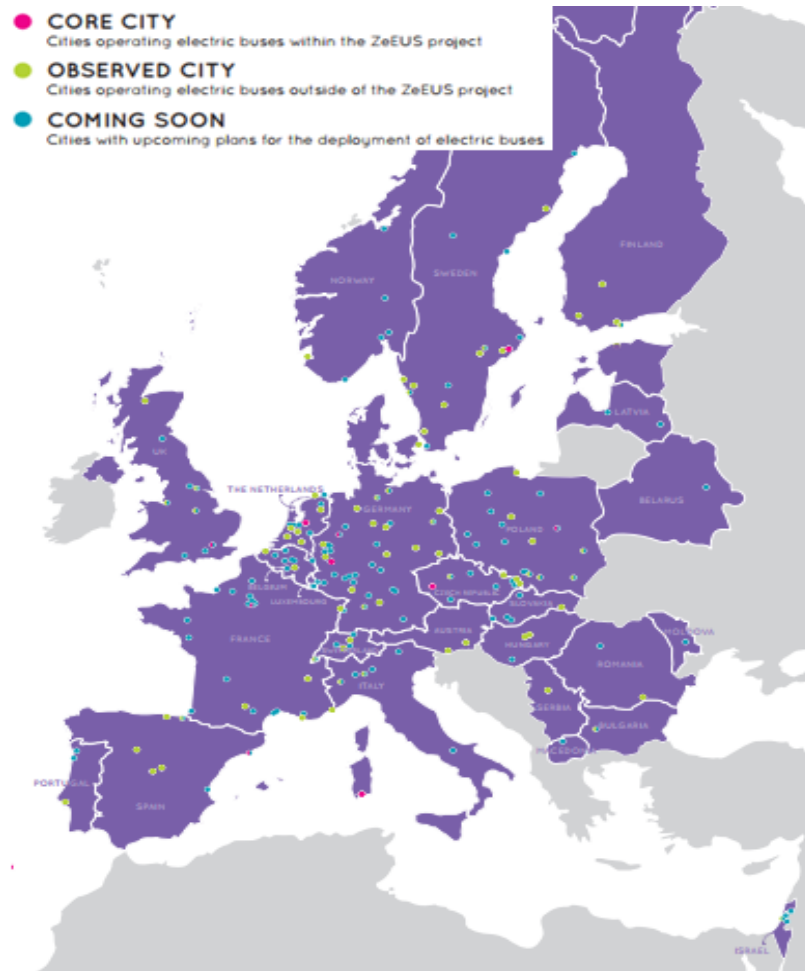 CORE CITY
Cities operating electric buses within the ZeEUS project
OBSERVED CITY
Cities operating electric buses outside of the ZeEUS project
COMING SOON
Cities with upcoming plans for the deployment of electric buses
FINLAND
SWEDEN
NORWAY
LATVIA
UK
THE NETHERLANDS
BELARUS
GERMANY
POLAND
BELGIUM
CZECH REPUBLIC
LUXEMBOURG
SLOVAKIA
AUSTRIA
MOLDOVA
FRANCE
SWITZERLAND
HUNGARY
ROMANIA
ITALY
SERBIA
BULGARIA
MACEDONIA
PORTUGAL
SPAIN
ISRAEL